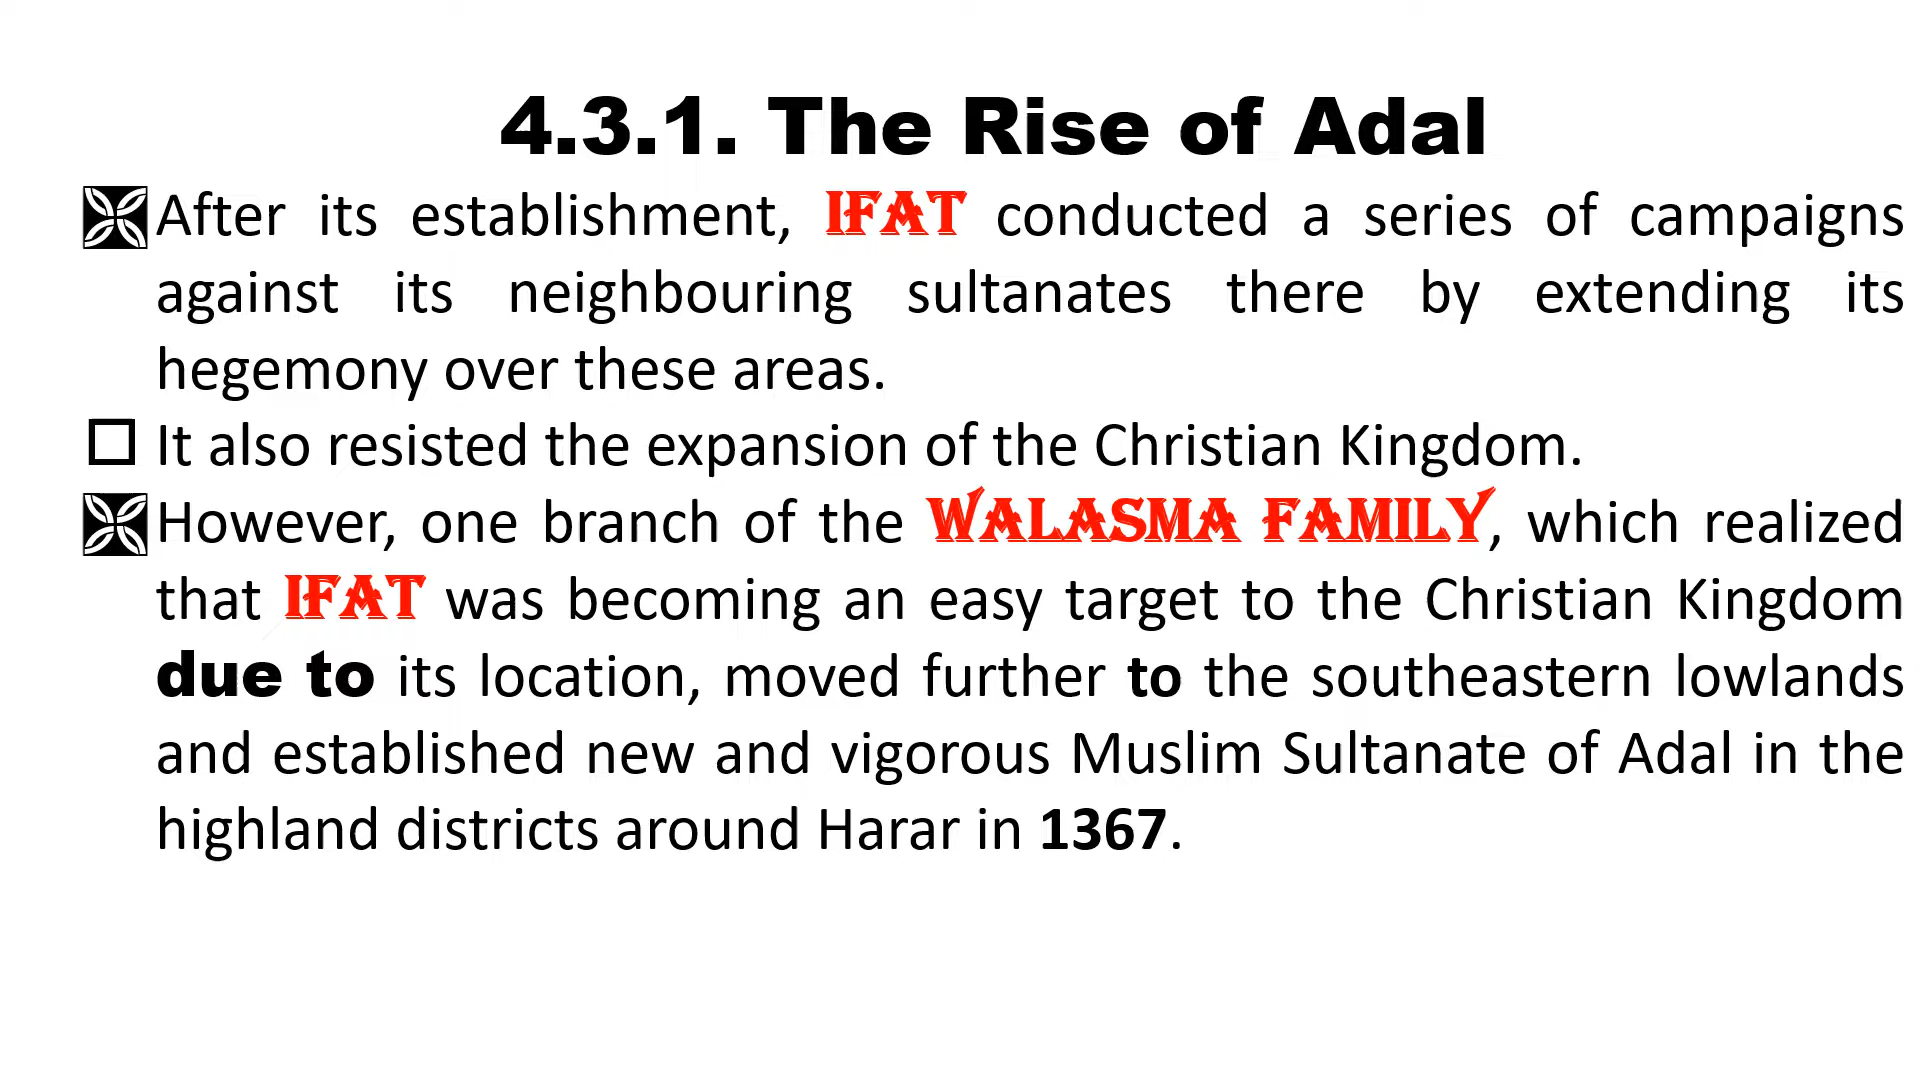 4.3.1. The Rise of Adal
After its establishment, IFAT conducted a series of campaigns
against its neighbouring sultanates there by extending its
hegemony over these areas.
It also resisted the expansion of the Christian Kingdom.
However, one branch of the WALASMA FAMILY, which realized
that IFAT was becoming an easy target to the Christian Kingdom
due to its location, moved further to the southeastern lowlands
and established new and vigorous Muslim Sultanate of Adal in the
highland districts around Harar in 1367.